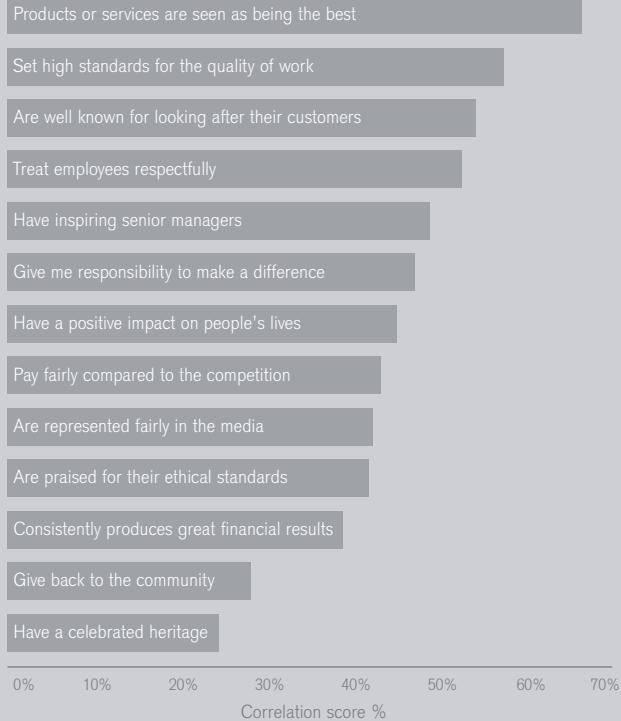 Products or services are seen as being the best
Set high standards for the quality of work
Are well known for looking after their customers
Treat employees respectfully
Have inspiring senior managers
Give me responsibility to make a difference
Have a positive impact on people's lives
Pay fairly compared to the competition
Are represented fairly in the media
Are praised for their ethical standards
Consistently produces great financial results
Give back to the community
Have a celebrated heritage
0% 10% 20% 30% 40% 50% 60% 70%
Correlation score %